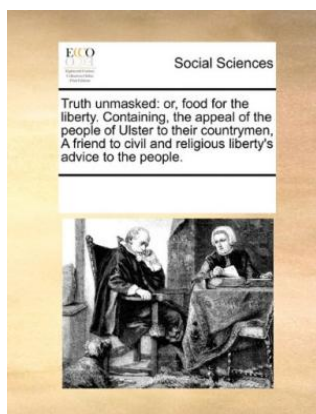 ECCO
Social Sciences
Truth unmasked: or, food for the
liberty. Containing, the appeal of the
people of Ulster to their countrymen,
A friend to civil and religious liberty's
advice to the people.